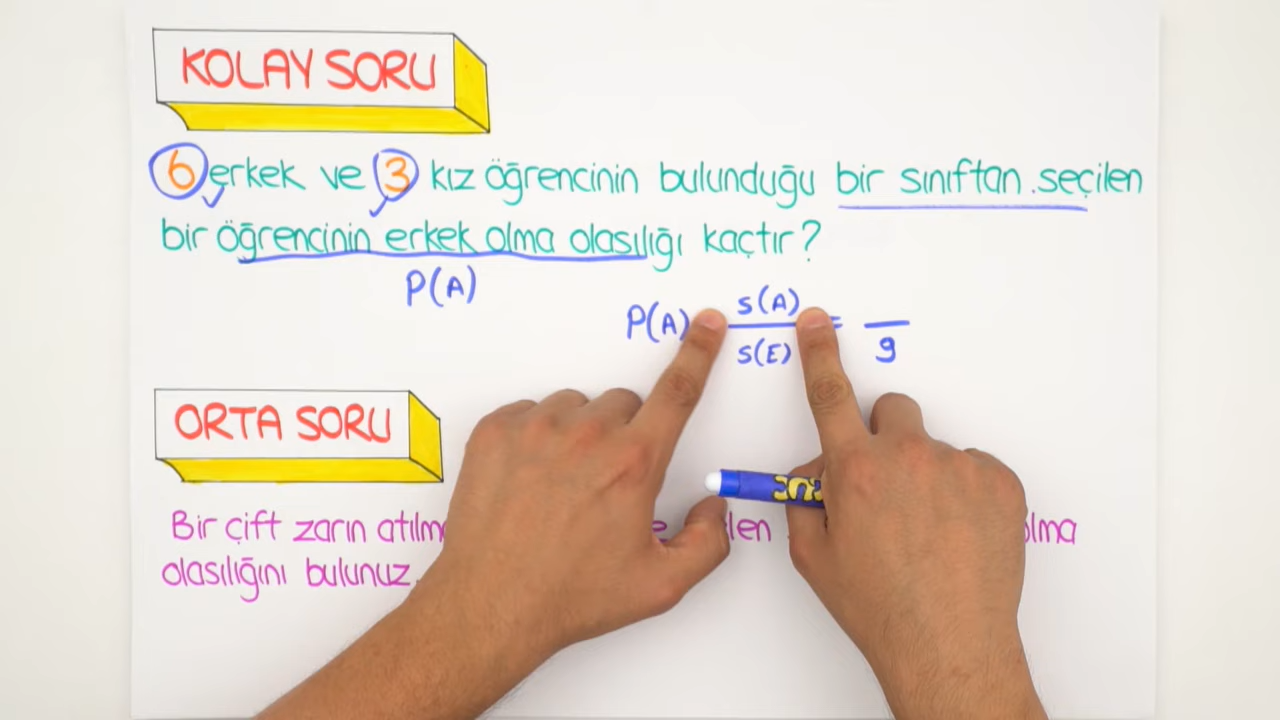 KOLAY SORU
6 erkek ve 3 kız öğrencinin bulunduğu bir sınıftan seçilen
bir öğrencinin erkek olma olasılığı kaçtır?
P(A)
P(A) s(A)
s(E) = 9
ORTA SORU
Bir çift zarın olma
olasılığını bulunuz.